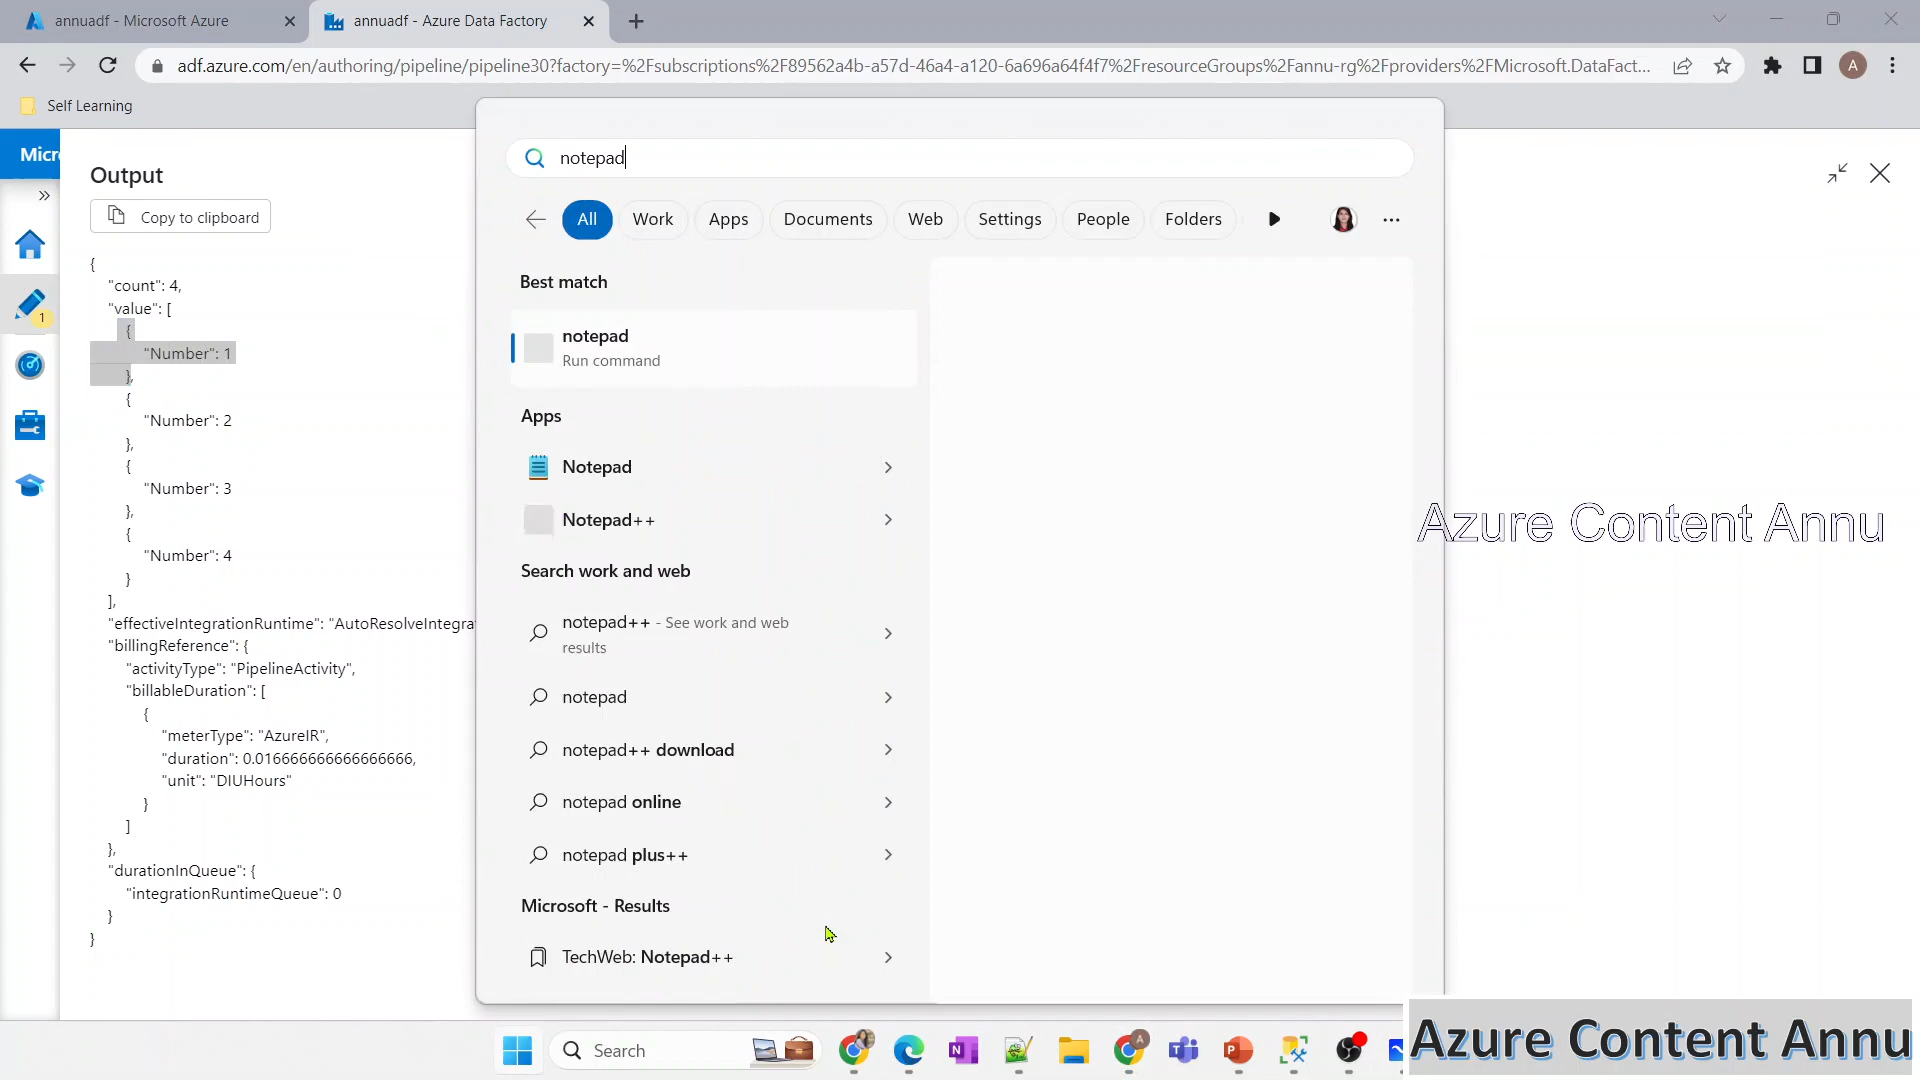 annuadf - Microsoft Azure
annuadf - Azure Data Factory
adf.azure.com/en/authoring/pipeline/pipeline30?factory=%2Fsubscriptions%2F89562a4b-a57d-46a4-a120-6a696a64f4f7%2FresourceGroups%2Fannu-rg%2Fproviders%2FMicrosoft.DataFact...
A
Self Learning
Micr
Output
Copy to clipboard
{
"count": 4,
"value": [
{
"Number": 1
},
{
"Number": 2
},
{
"Number": 3
},
{
"Number": 4
}
],
"effectiveIntegrationRuntime": "AutoResolveIntegra
"billingReference": {
"activityType": "PipelineActivity",
"billableDuration": [
{
"meterType": "AzureIR",
"duration": 0.016666666666666666,
"unit": "DIUHours"
}
]
},
"durationInQueue": {
"integrationRuntimeQueue": 0
}
}
1
notepad
All
Work
Apps
Documents
Web
Settings
People
Folders
Best match
notepad
Run command
Apps
Notepad
Notepad++
Search work and web
notepad++ - See work and web
results
notepad
notepad++ download
notepad online
notepad plus++
Microsoft - Results
TechWeb: Notepad++
Azure Content Annu
Search
A
Azure Content Annu